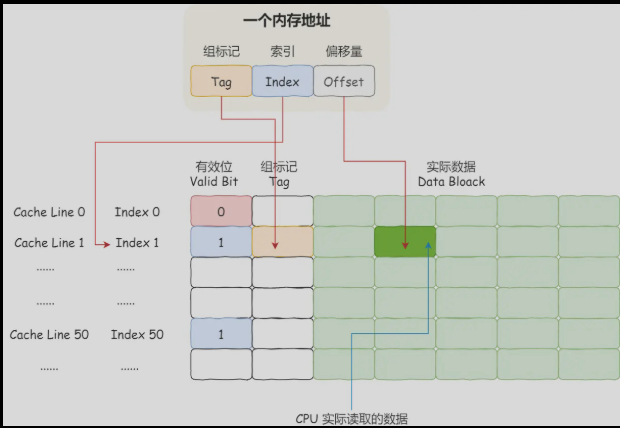 一个内存地址
组标记 索引 偏移量
Tag Index Offset
有效位 组标记 实际数据
Valid Bit Tag Data Bloack
Cache Line 0 Index 0 0
Cache Line 1 Index 1 1
...... ......
...... ......
Cache Line 50 Index 50 1
...... ......
CPU 实际读取的数据